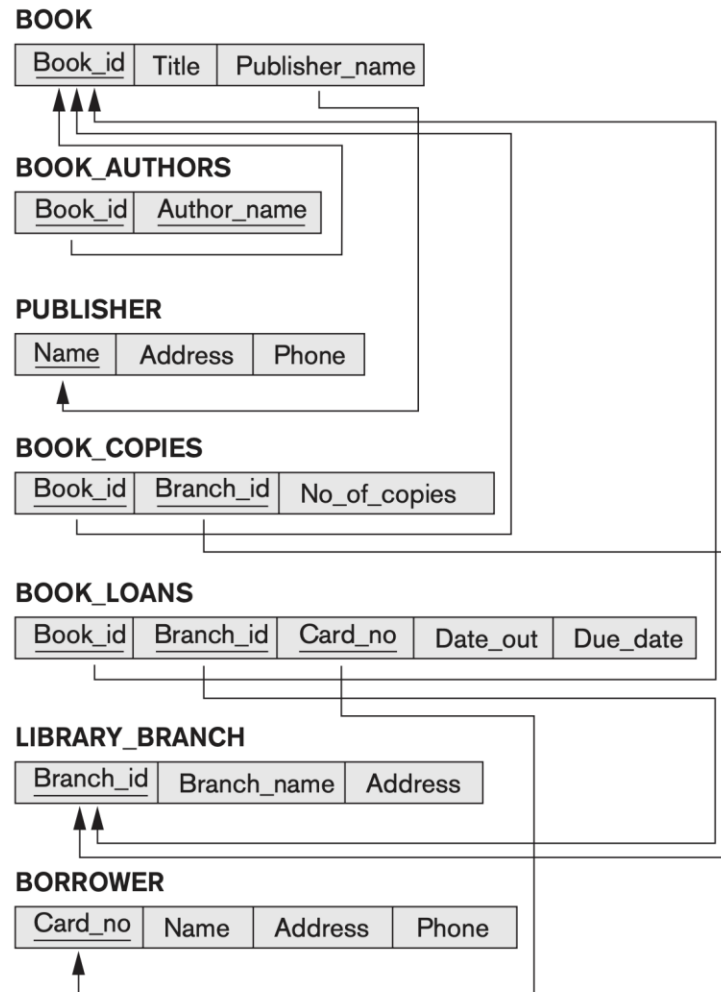 BOOK
Book_id Title Publisher_name
BOOK_AUTHORS
Book_id Author_name
PUBLISHER
Name Address Phone
BOOK_COPIES
Book_id Branch_id No_of_copies
BOOK_LOANS
Book_id Branch_id Card_no Date_out Due_date
LIBRARY_BRANCH
Branch_id Branch_name Address
BORROWER
Card_no Name Address Phone